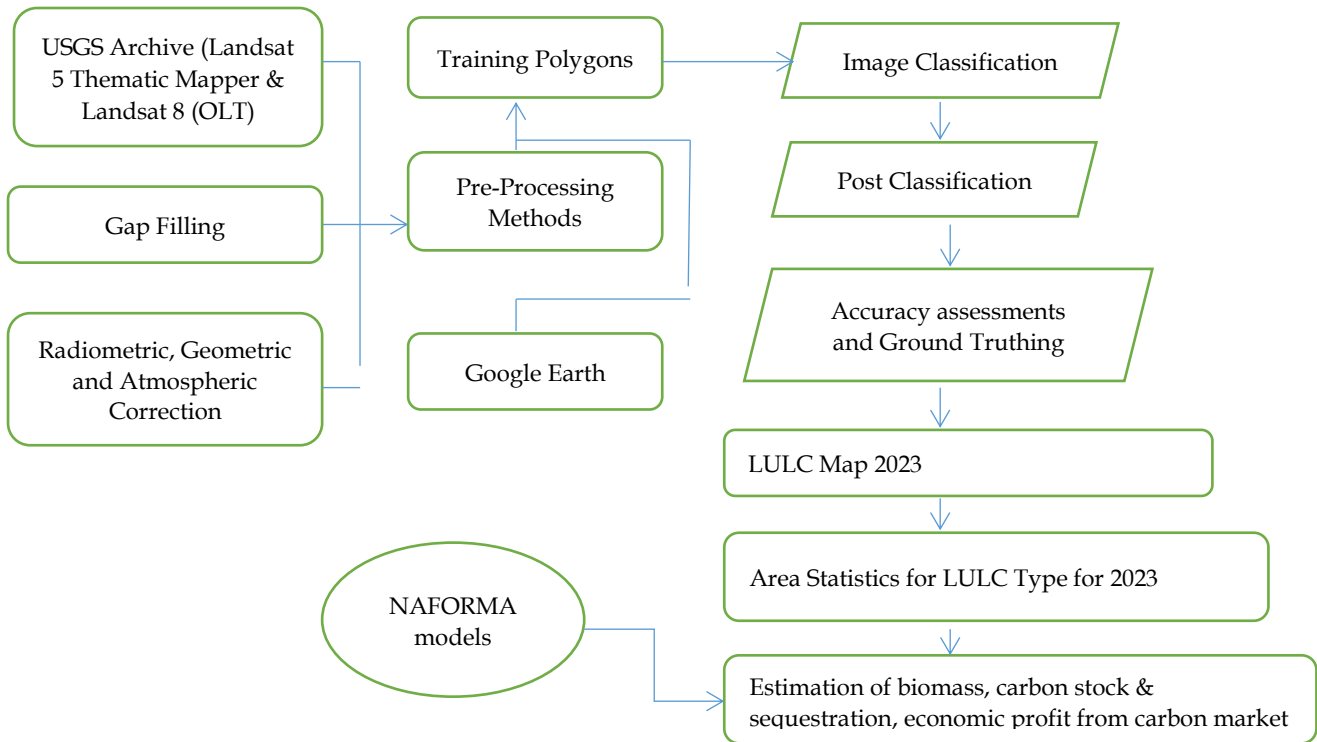 USGS Archive (Landsat
5 Thematic Mapper &
Landsat 8 (OLT)
Training Polygons
Image Classification
Gap Filling
Pre-Processing
Methods
Post Classification
Radiometric, Geometric
and Atmospheric
Correction
Google Earth
Accuracy assessments
and Ground Truthing
LULC Map 2023
Area Statistics for LULC Type for 2023
NAFORMA
models
Estimation of biomass, carbon stock &
sequestration, economic profit from carbon market